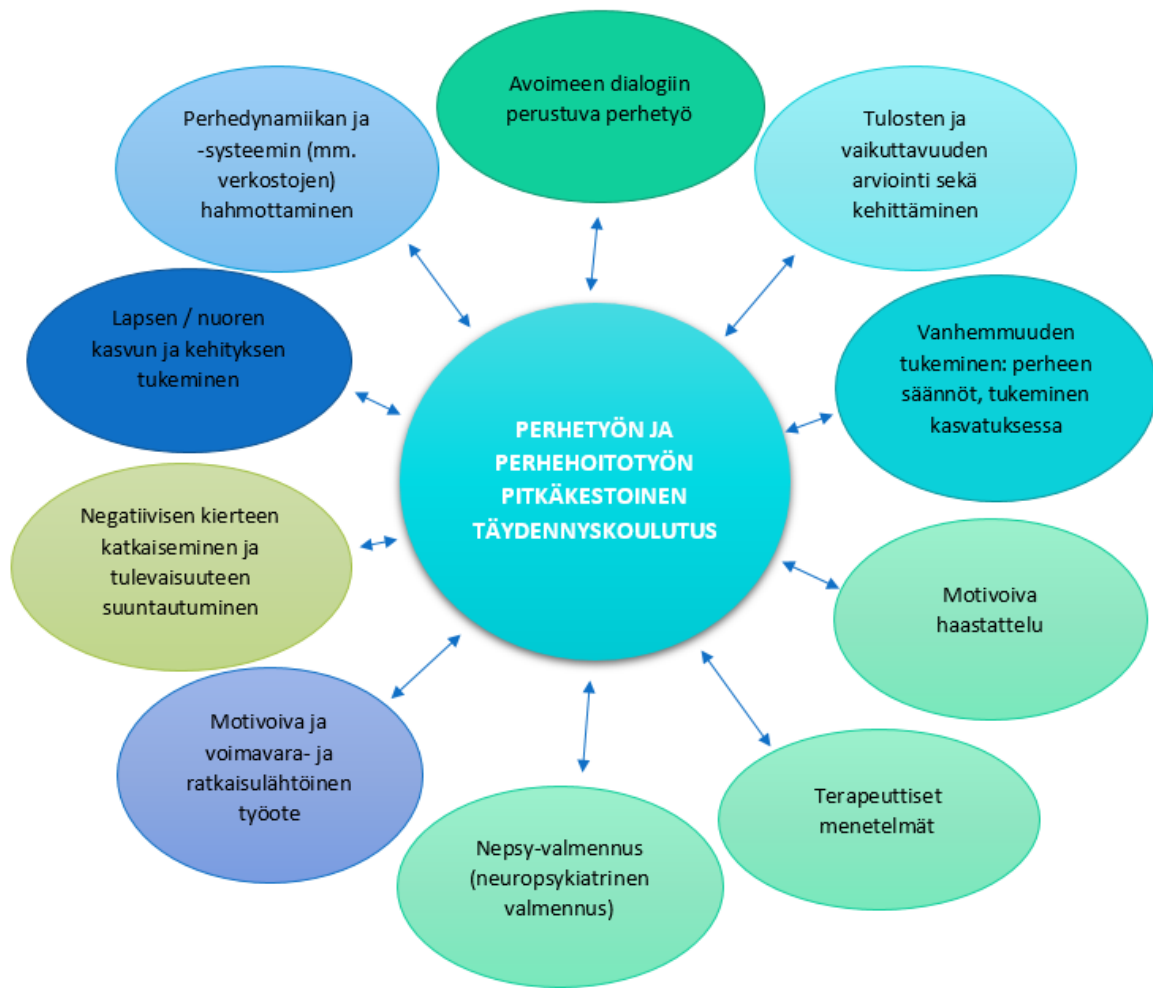 Avoimeen dialogiin
perustuva perhetyö
Tulosten ja
vaikuttavuuden
arviointi sekä
kehittäminen
Vanhemmuuden
tukeminen: perheen
säännöt, tukeminen
kasvatuksessa
Motivoiva
haastattelu
Terapeuttiset
menetelmät
Nepsy-valmennus
(neuropsykiatrinen
valmennus)
Motivoiva ja
voimavara- ja
ratkaisulähtöinen
työote
Negatiivisen kierteen
katkaiseminen ja
tulevaisuuteen
suuntautuminen
Lapsen / nuoren
kasvun ja kehityksen
tukeminen
Perhedynamiikan ja
-systeemin (mm.
verkostojen)
hahmottaminen
PERHETYÖN JA
PERHEHOITOTYÖN
PITKÄKESTOINEN
TÄYDENNYSKOULUTUS